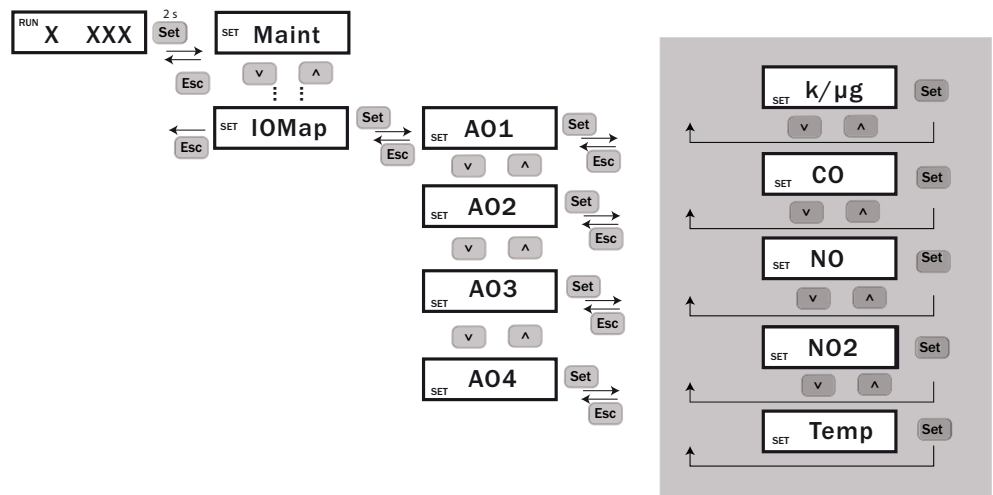 RUN X XXX
2 s
Set
Esc
SET Maint
v ʌ
SET IOMap
Esc
Set
Esc
SET AO1
Set
Esc
v ʌ
SET AO2
Set
Esc
v ʌ
SET AO3
Set
Esc
v ʌ
SET AO4
Set
Esc
SET k/µg
Set
v ʌ
SET CO
Set
v ʌ
SET NO
Set
v ʌ
SET NO2
Set
v ʌ
SET Temp
Set